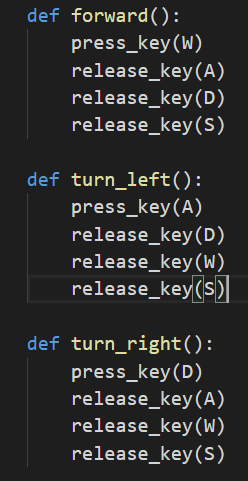 def forward():
    press_key(W)
    release_key(A)
    release_key(D)
    release_key(S)
def turn_left():
    press_key(A)
    release_key(D)
    release_key(W)
    release_key(S)
def turn_right():
    press_key(D)
    release_key(A)
    release_key(W)
    release_key(S)